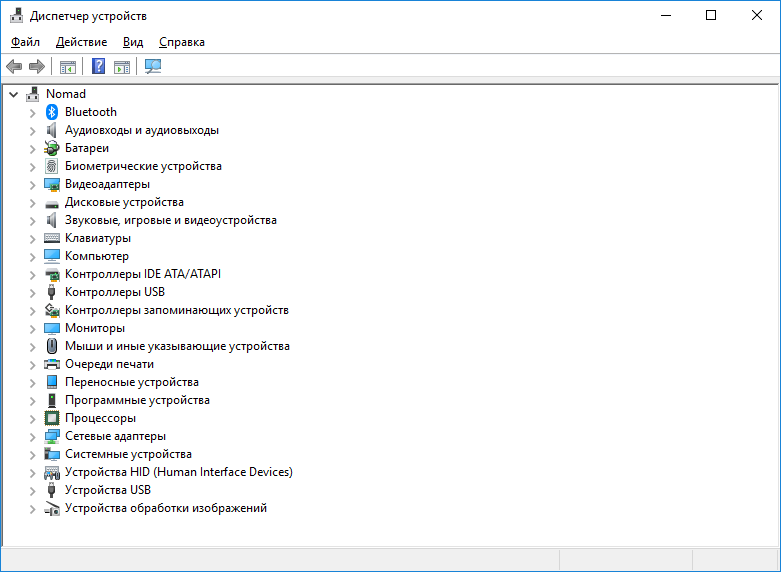 Диспетчер устройств
Файл Действие Вид Справка
Nomad
Bluetooth
Аудиовходы и аудиовыходы
Батареи
Биометрические устройства
Видеоадаптеры
Дисковые устройства
Звуковые, игровые и видеоустройства
Клавиатуры
Компьютер
Контроллеры IDE ATA/ATAPI
Контроллеры USB
Контроллеры запоминающих устройств
Мониторы
Мыши и иные указывающие устройства
Очереди печати
Переносные устройства
Программные устройства
Процессоры
Сетевые адаптеры
Системные устройства
Устройства HID (Human Interface Devices)
Устройства USB
Устройства обработки изображений